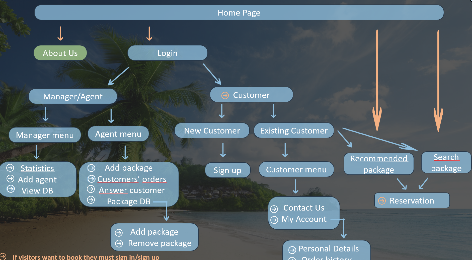 Home Page
About Us
Login
Manager/Agent
Customer
Manager menu
Agent menu
New Customer
Existing Customer
Recommended
package
Search
package
Statistics
Add agent
View DB
Add package
Customers' orders
Answer customer
Package DB
Sign up
Customer menu
Reservation
Contact Us
My Account
Add package
Remove package
Personal Details
Order history
If visitors want to book they must sign in/sign up